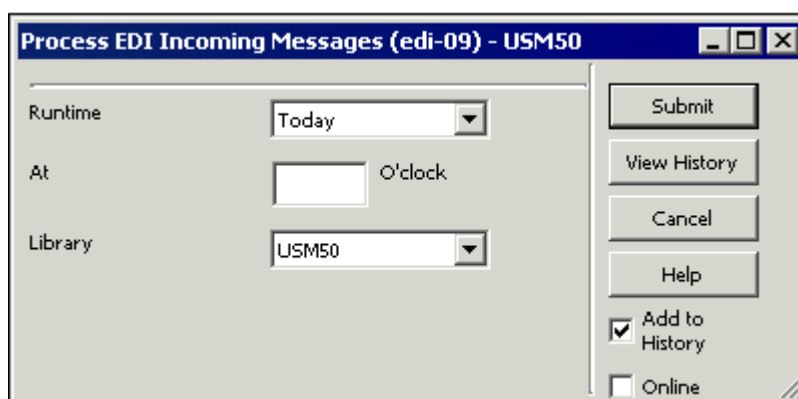 Process EDI Incoming Messages (edi-09) - USM50
Runtime
Today
At
O'clock
Library
USM50
Submit
View History
Cancel
Help
Add to
History
Online